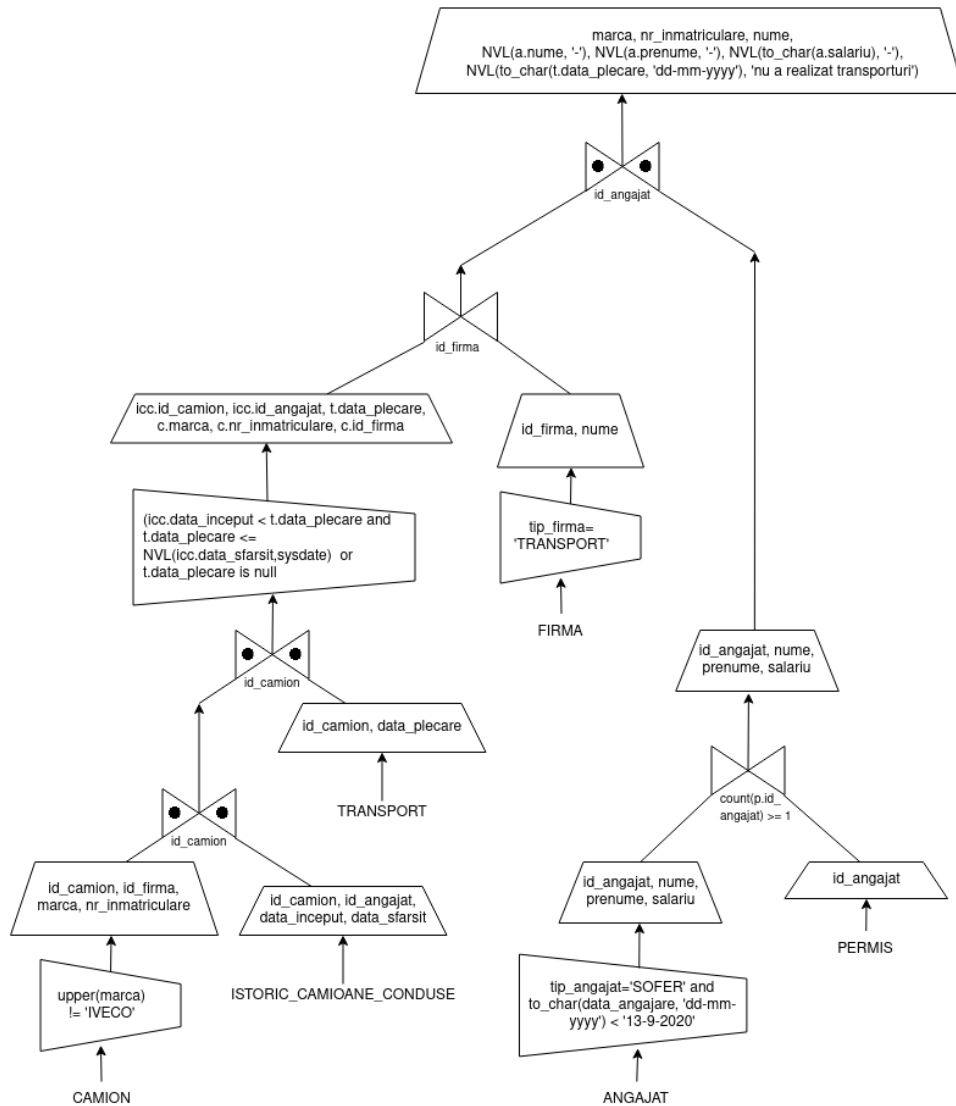 marca, nr_inmatriculare, nume,
NVL(a.nume, '-'), NVL(a.prenume, '-'), NVL(to_char(a.salariu), '-'),
NVL(to_char(t.data_plecare, 'dd-mm-yyyy'), 'nu a realizat transporturi')
id_angajat
id_firma
icc.id_camion, icc.id_angajat, t.data_plecare,
c.marca, c.nr_inmatriculare, c.id_firma
id_firma, nume
(icc.data_inceput < t.data_plecare and
t.data_plecare <=
NVL(icc.data_sfarsit,sysdate) or
t.data_plecare is null
tip_firma=
'TRANSPORT'
FIRMA
id_camion
id_angajat, nume,
prenume, salariu
id_camion, data_plecare
TRANSPORT
count(p.id_
angajat) >= 1
id_camion
id_camion, id_firma,
marca, nr_inmatriculare
id_camion, id_angajat,
data_inceput, data_sfarsit
id_angajat, nume,
prenume, salariu
id_angajat
PERMIS
upper(marca)
!= 'IVECO'
ISTORIC_CAMIOANE_CONDUSE
tip_angajat='SOFER' and
to_char(data_angajare, 'dd-mm-
yyyy') < '13-9-2020'
CAMION
ANGAJAT